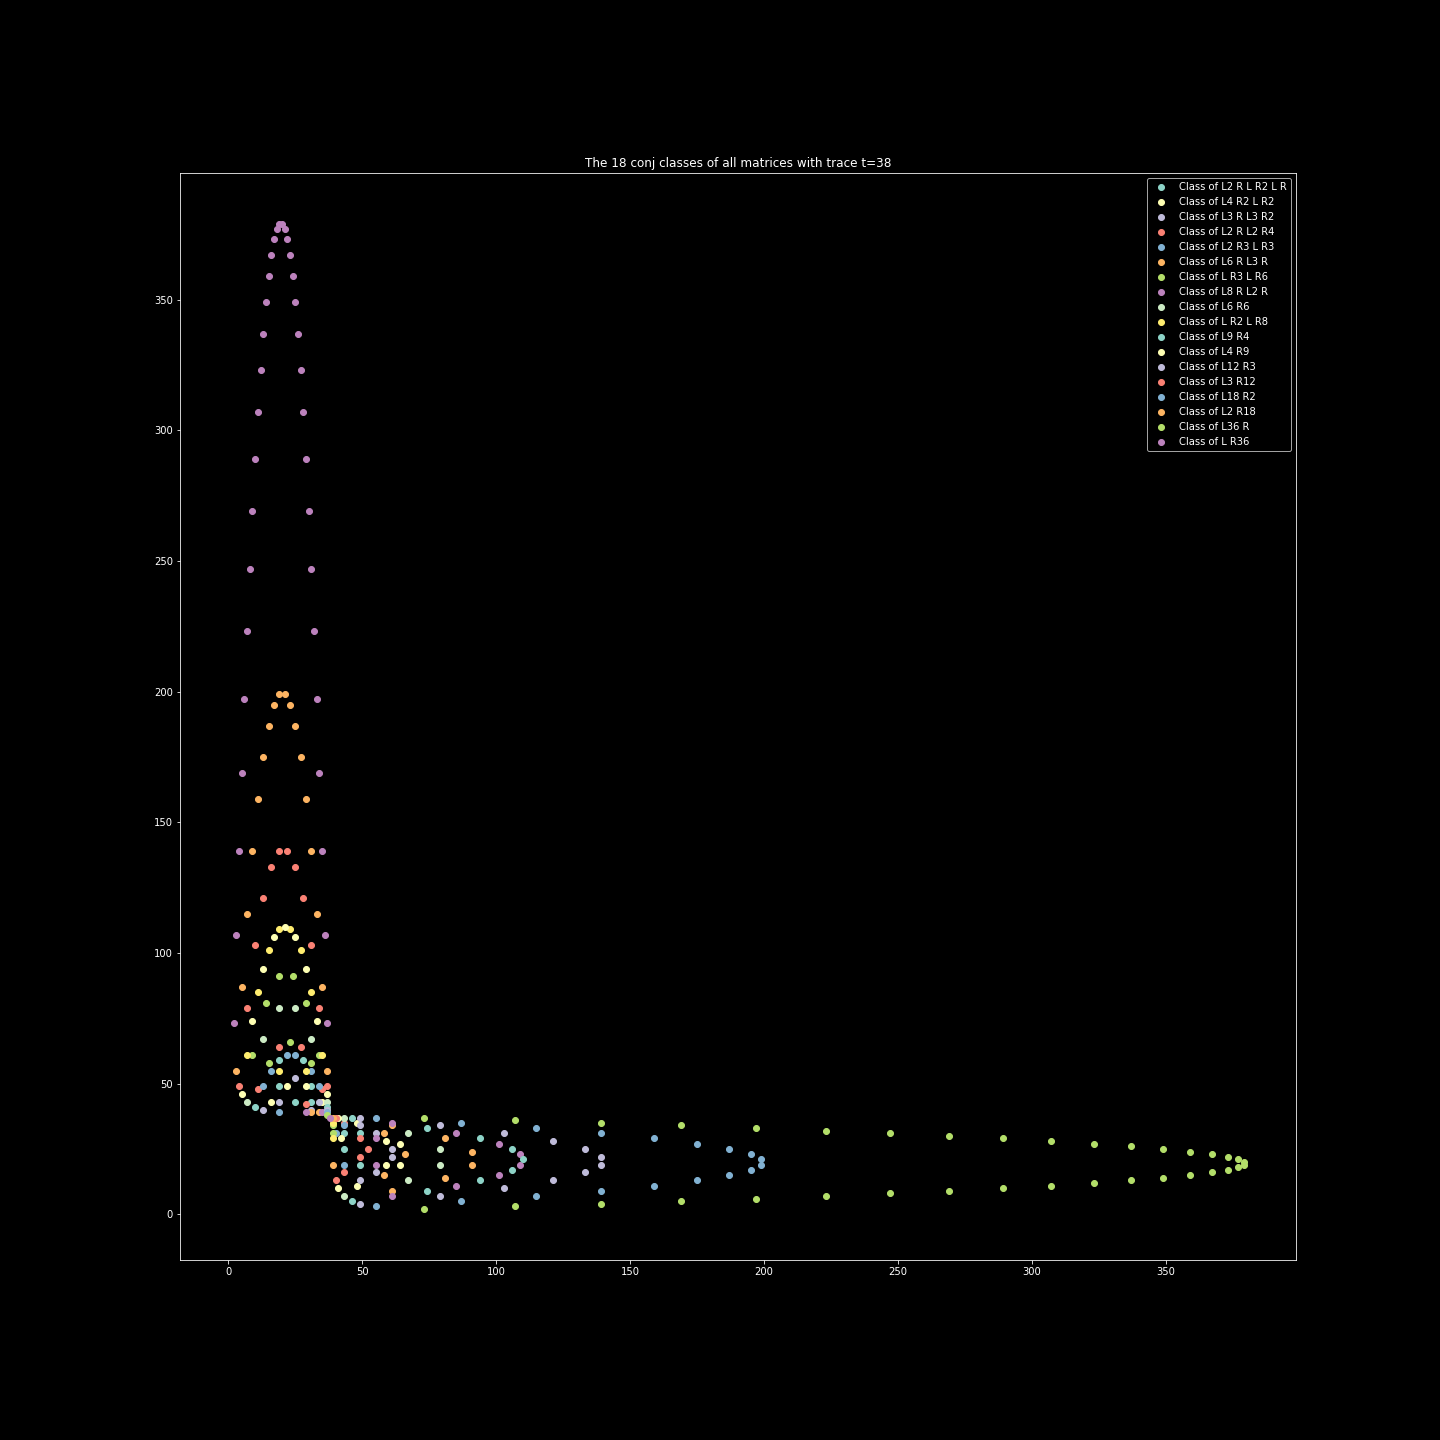 The 18 conj classes of all matrices with trace t=38
Class of L2 R L R2 L R
Class of L4 R2 L R2
Class of L3 R L3 R2
Class of L2 R L2 R4
Class of L2 R3 L R3
Class of L6 R L3 R
Class of L R3 L R6
Class of L8 R L2 R
Class of L6 R6
Class of L R2 L R8
Class of L9 R4
Class of L4 R9
Class of L12 R3
Class of L3 R12
Class of L18 R2
Class of L2 R18
Class of L36 R
Class of L R36
350
300
250
200
150
100
50
0
0 50 100 150 200 250 300 350